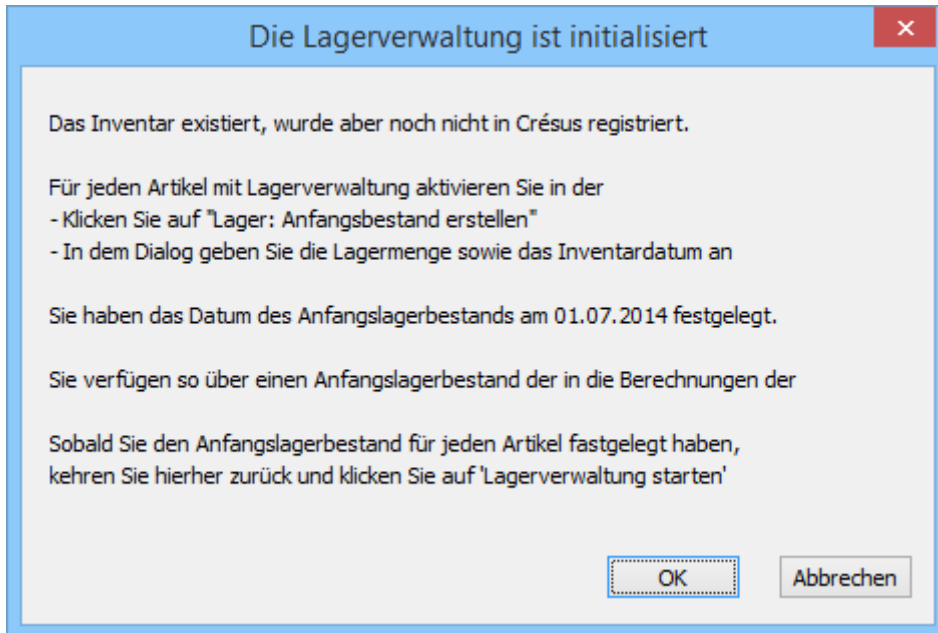 Die Lagerverwaltung ist initialisiert
Das Inventar existiert, wurde aber noch nicht in Crésus registriert.
Für jeden Artikel mit Lagerverwaltung aktivieren Sie in der
- Klicken Sie auf "Lager: Anfangsbestand erstellen"
- In dem Dialog geben Sie die Lagermenge sowie das Inventardatum an
Sie haben das Datum des Anfangslagerbestands am 01.07.2014 festgelegt.
Sie verfügen so über einen Anfangslagerbestand der in die Berechnungen der
Sobald Sie den Anfangslagerbestand für jeden Artikel fastgelegt haben,
kehren Sie hierher zurück und klicken Sie auf 'Lagerverwaltung starten'
OK
Abbrechen